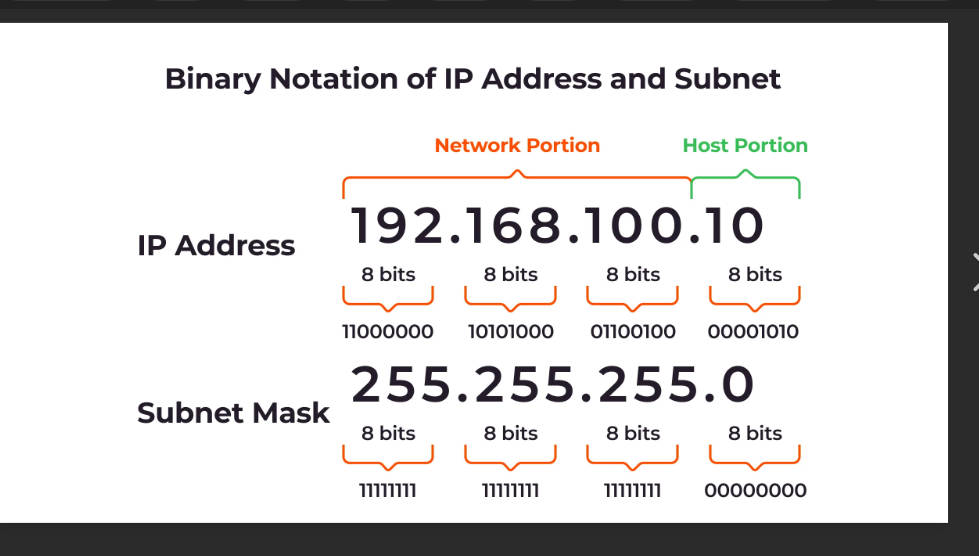 Binary Notation of IP Address and Subnet
Network Portion Host Portion
IP Address 192.168.100.10
8 bits 8 bits 8 bits 8 bits
11000000 10101000 01100100 00001010
Subnet Mask 255.255.255.0
8 bits 8 bits 8 bits 8 bits
11111111 11111111 11111111 00000000